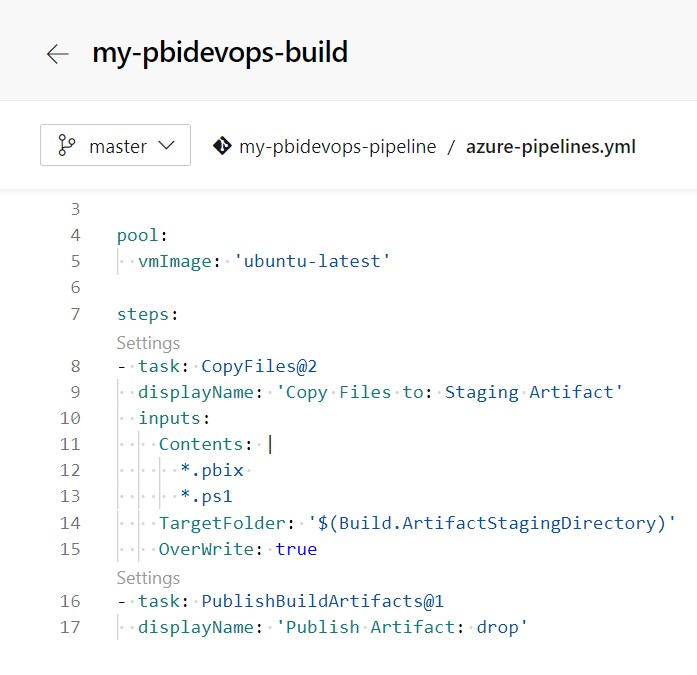 my-pbidevops-build
master my-pbidevops-pipeline / azure-pipelines.yml
3
4 pool:
5   vmImage: 'ubuntu-latest'
6
7 steps:
Settings
8 - task: CopyFiles@2
9   displayName: 'Copy Files to: Staging Artifact'
10   inputs:
11     Contents: |
12       *.pbix
13       *.ps1
14     TargetFolder: '$(Build.ArtifactStagingDirectory)'
15     OverWrite: true
Settings
16 - task: PublishBuildArtifacts@1
17   displayName: 'Publish Artifact: drop'